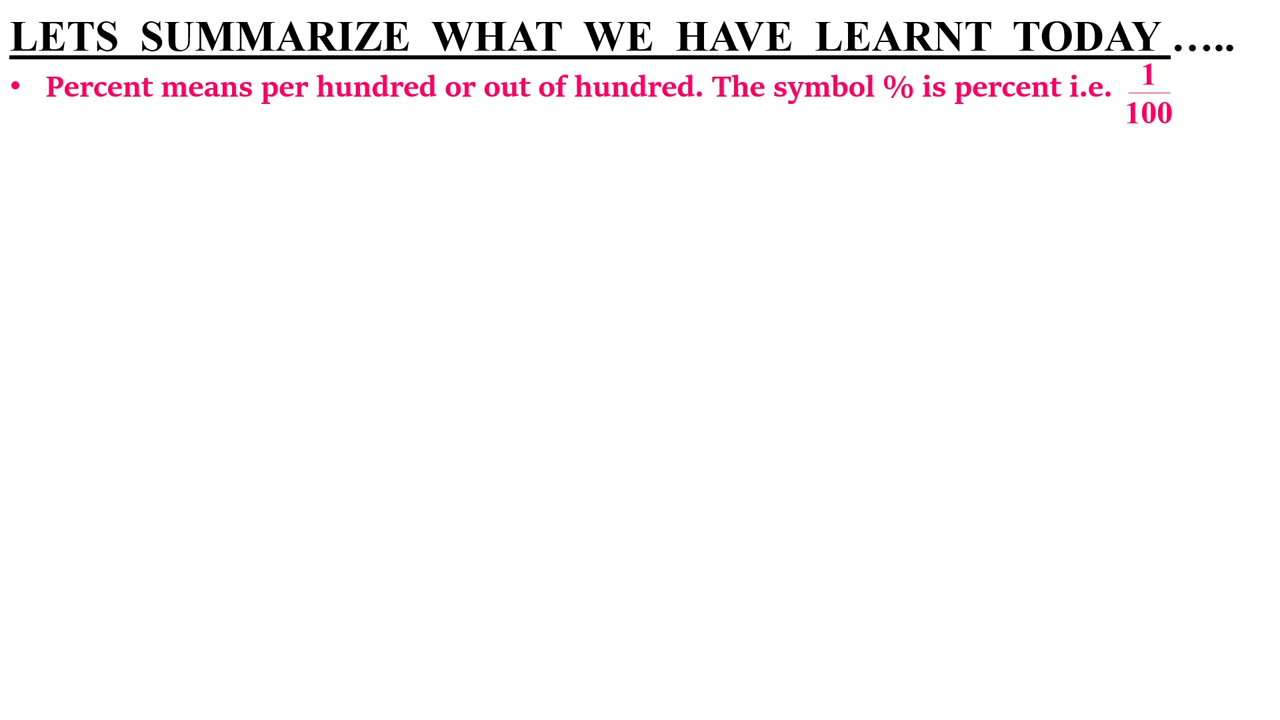 LETS SUMMARIZE WHAT WE HAVE LEARNT TODAY …..
• Percent means per hundred or out of hundred. The symbol % is percent i.e. 1/100